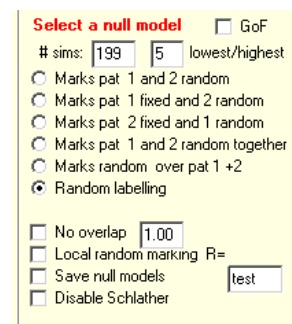 Select a null model GoF
# sims: 199 5 lowest/highest
Marks pat 1 and 2 random
Marks pat 1 fixed and 2 random
Marks pat 2 fixed and 1 random
Marks pat 1 and 2 random together
Marks random over pat 1 +2
Random labelling
No overlap 1.00
Local random marking R=
Save null models test
Disable Schlather